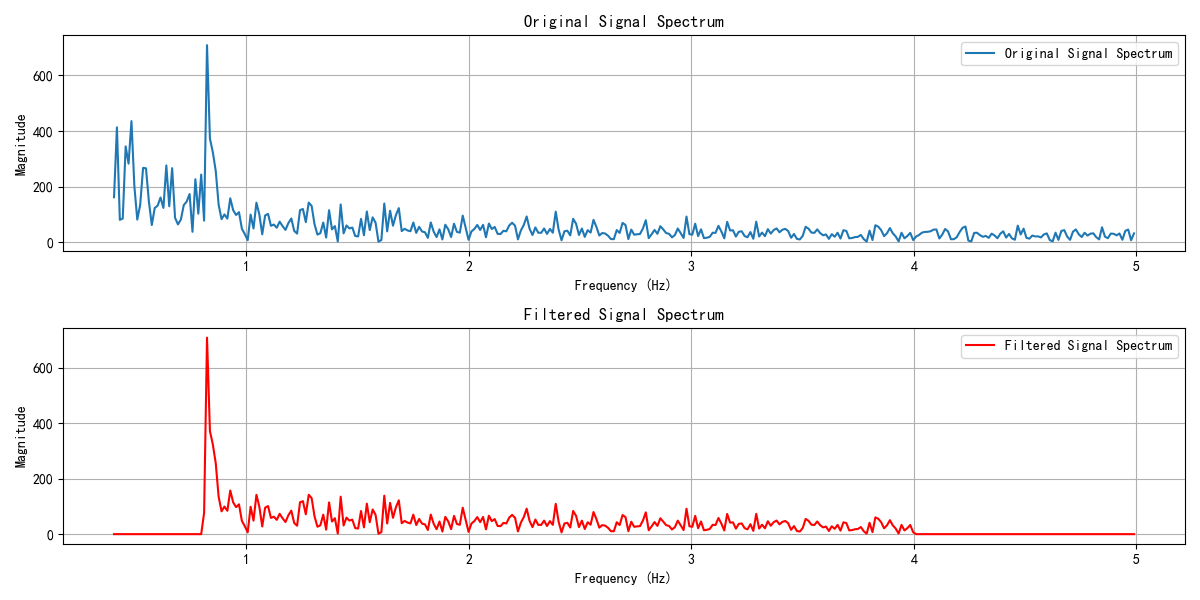 Original Signal Spectrum
Original Signal Spectrum
Magnitude
600
400
200
0
1 2 3 4 5
Frequency (Hz)
Filtered Signal Spectrum
Filtered Signal Spectrum
Magnitude
600
400
200
0
1 2 3 4 5
Frequency (Hz)